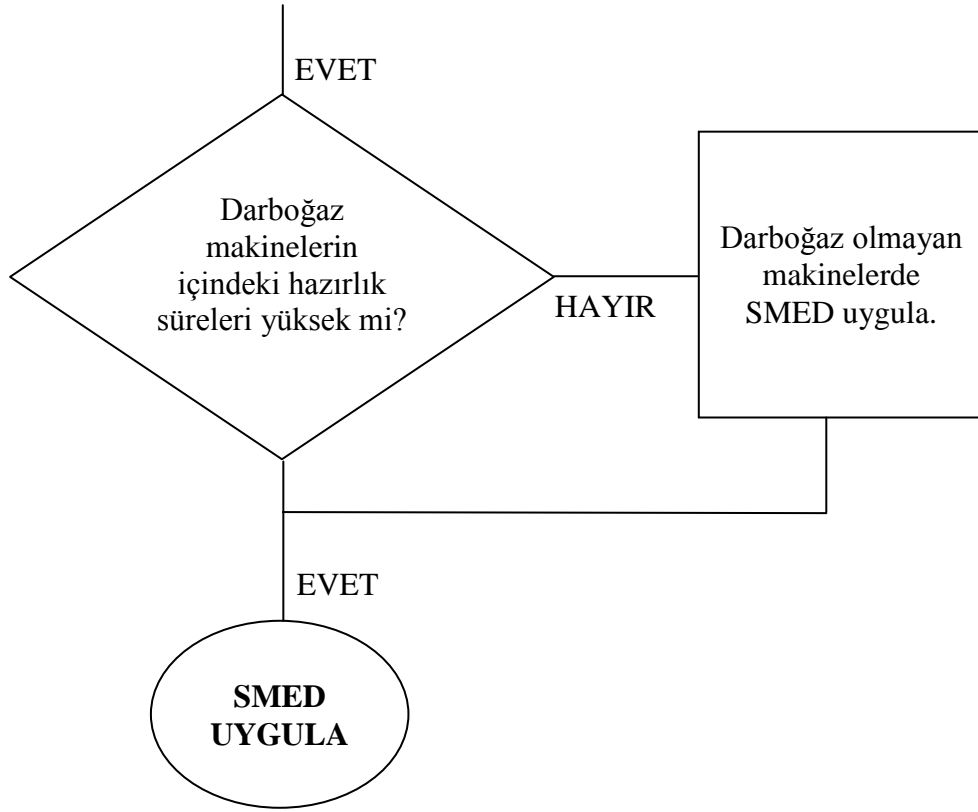 EVET
Darboğaz
makinelerin
içindeki hazırlık
süreleri yüksek mi?
HAYIR
Darboğaz olmayan
makinelerde
SMED uygula.
EVET
SMED
UYGULA